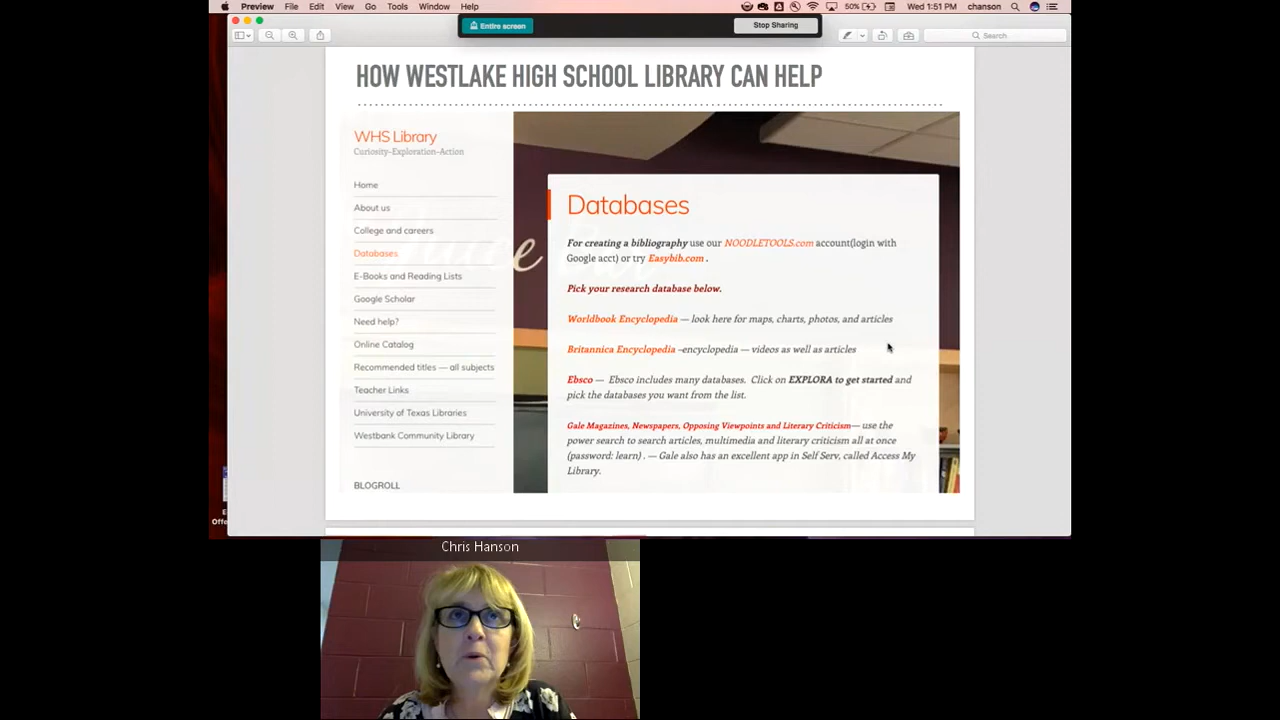 Preview File Edit View Go Tools Window Help
50% Wed 1:51 PM chanson
Entire screen
Stop Sharing
Search
HOW WESTLAKE HIGH SCHOOL LIBRARY CAN HELP
WHS Library
Curiosity-Exploration-Action
Home
About us
College and careers
Databases
E-Books and Reading Lists
Google Scholar
Need help?
Online Catalog
Recommended titles — all subjects
Teacher Links
University of Texas Libraries
Westbank Community Library
BLOGROLL
Databases
For creating a bibliography use our NOODLETOOLS.com account(login with
Google acct) or try Easybib.com .
Pick your research database below.
Worldbook Encyclopedia — look here for maps, charts, photos, and articles
Britannica Encyclopedia –encyclopedia — videos as well as articles
Ebsco — Ebsco includes many databases. Click on EXPLORA to get started and
pick the databases you want from the list.
Gale Magazines, Newspapers, Opposing Viewpoints and Literary Criticism— use the
power search to search articles, multimedia and literary criticism all at once
(password: learn) . — Gale also has an excellent app in Self Serv, called Access My
Library.
Chris Hanson